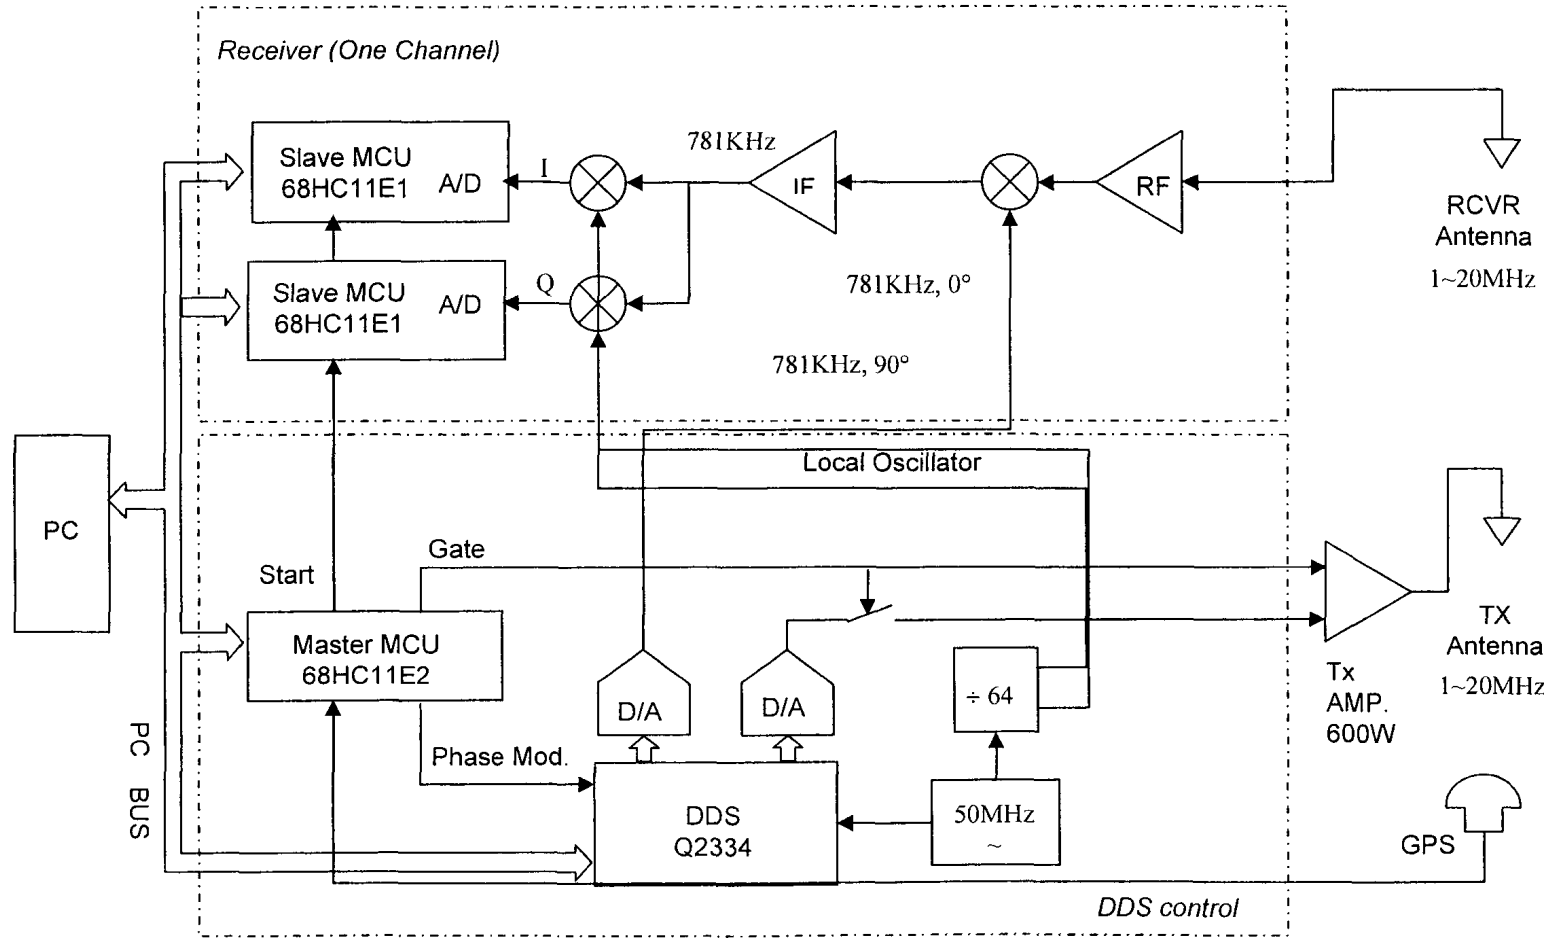 Receiver (One Channel)
Slave MCU
68HC11E1
A/D
I
781KHz
IF
RF
RCVR
Antenna
1~20MHz
Slave MCU
68HC11E1
A/D
Q
781KHz, 0°
781KHz, 90°
Local Oscillator
PC
Gate
Start
Master MCU
68HC11E2
D/A
D/A
÷ 64
Tx
AMP.
600W
TX
Antenna
1~20MHz
PC BUS
Phase Mod.
DDS
Q2334
50MHz
~
GPS
DDS control